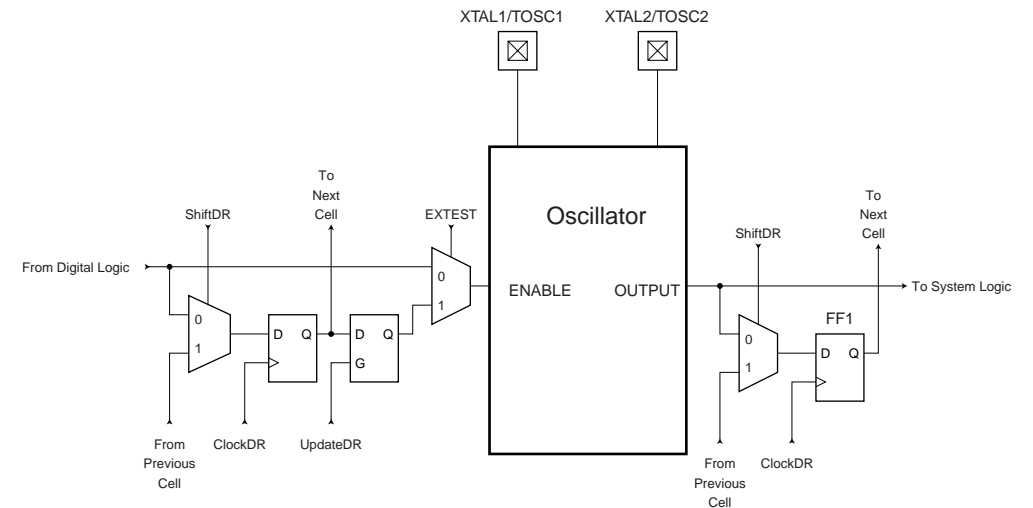 XTAL1/TOSC1
XTAL2/TOSC2
To
Next
Cell
ShiftDR
EXTEST
From Digital Logic
0
1
0
1
D Q
D Q
G
From
Previous
Cell
ClockDR
UpdateDR
Oscillator
ENABLE
OUTPUT
To
Next
Cell
ShiftDR
To System Logic
0
1
FF1
D Q
From
Previous
Cell
ClockDR